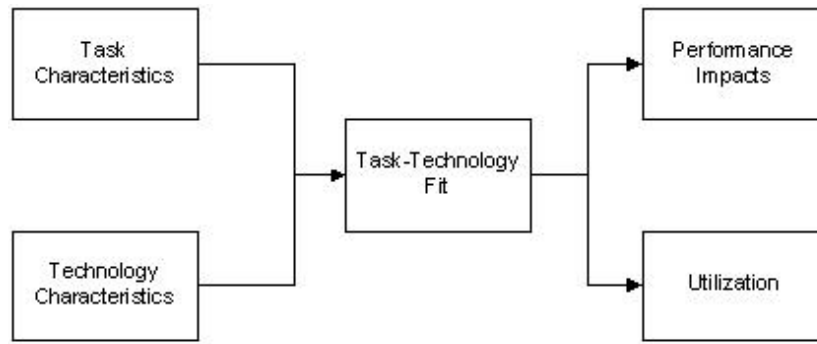 Task
Characteristics
Performance
Impacts
Task-Technology
Fit
Technology
Characteristics
Utilization